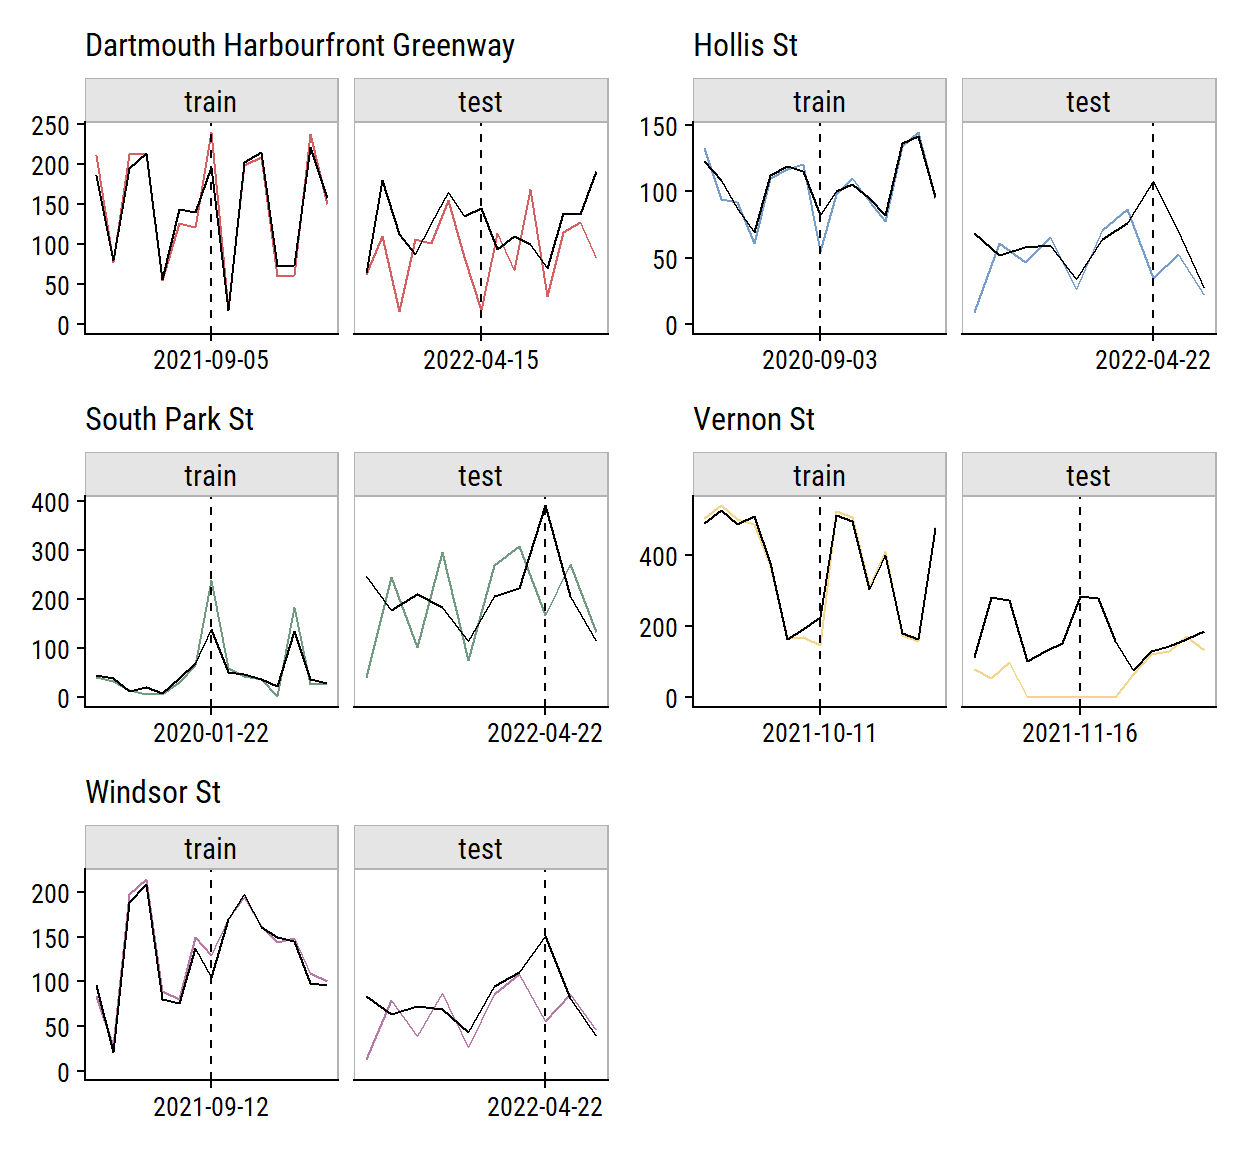 Dartmouth Harbourfront Greenway
train test
250
200
150
100
50
0
2021-09-05 2022-04-15
Hollis St
train test
150
100
50
0
2020-09-03 2022-04-22
South Park St
train test
400
300
200
100
0
2020-01-22 2022-04-22
Vernon St
train test
400
200
0
2021-10-11 2021-11-16
Windsor St
train test
200
150
100
50
0
2021-09-12 2022-04-22